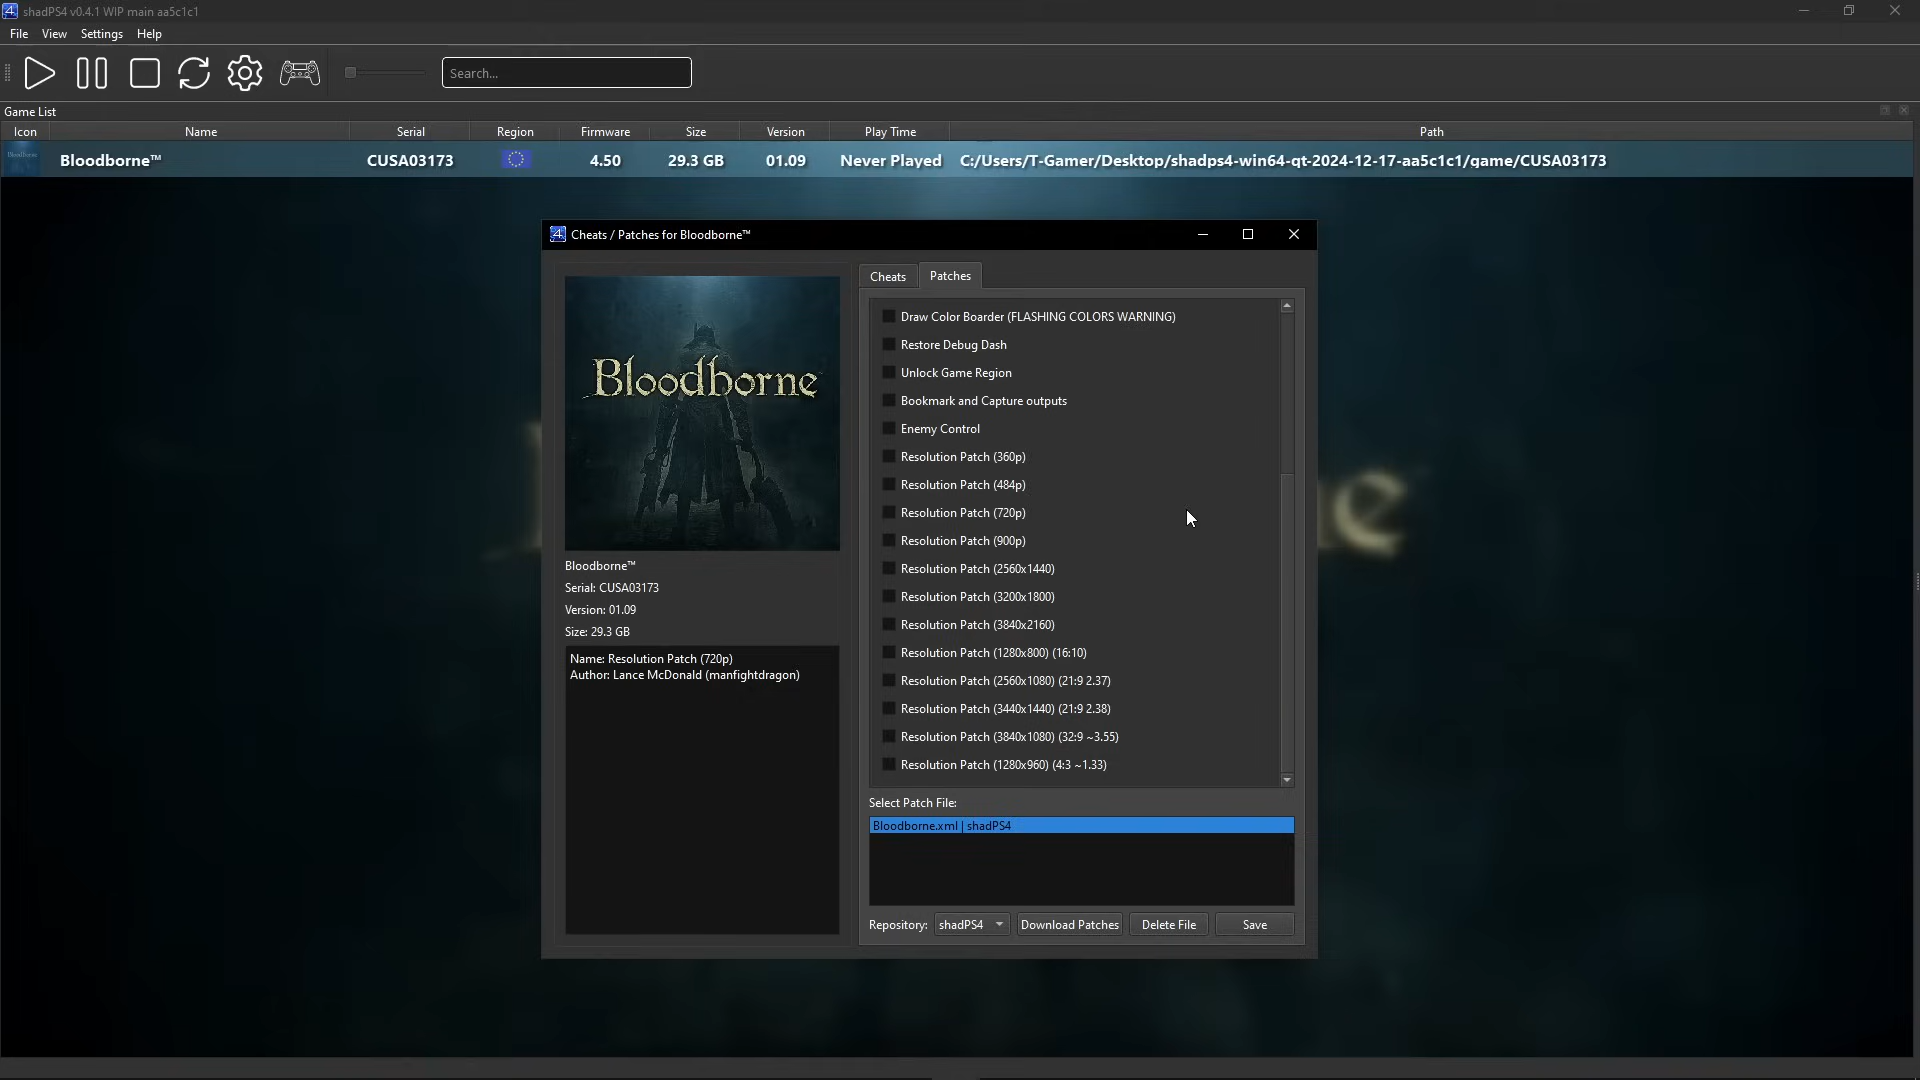 shadPS4 v0.4.1 WIP main aa5c1c1
File View Settings Help
Search...
Game List
Icon Name Serial Region Firmware Size Version Play Time Path
Bloodborne™ CUSA03173 4.50 29.3 GB 01.09 Never Played C:/Users/T-Gamer/Desktop/shadps4-win64-qt-2024-12-17-aa5c1c1/game/CUSA03173
Cheats / Patches for Bloodborne™
Cheats Patches
Bloodborne
Bloodborne™
Serial: CUSA03173
Version: 01.09
Size: 29.3 GB
Name: Resolution Patch (720p)
Author: Lance McDonald (manfightdragon)
Draw Color Boarder (FLASHING COLORS WARNING)
Restore Debug Dash
Unlock Game Region
Bookmark and Capture outputs
Enemy Control
Resolution Patch (360p)
Resolution Patch (484p)
Resolution Patch (720p)
Resolution Patch (900p)
Resolution Patch (2560x1440)
Resolution Patch (3200x1800)
Resolution Patch (3840x2160)
Resolution Patch (1280x800) (16:10)
Resolution Patch (2560x1080) (21:9 2.37)
Resolution Patch (3440x1440) (21:9 2.38)
Resolution Patch (3840x1080) (32:9 ~3.55)
Resolution Patch (1280x960) (4:3 ~1.33)
Select Patch File:
Bloodborne.xml | shadPS4
Repository: shadPS4 Download Patches Delete File Save